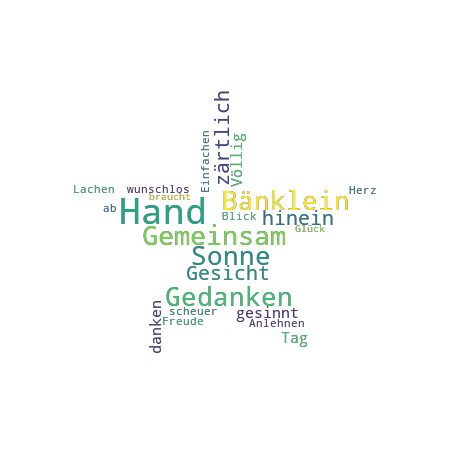 zärtlich
Völlig
Einfachen
Lachen
wunschlos
Herz
braucht
Bänklein
ab
Hand
Blick
hinein
Glück
Gemeinsam
Sonne
Gesicht
Gedanken
danken
scheuer
gesinnt
Freude
Anlehnen
Tag